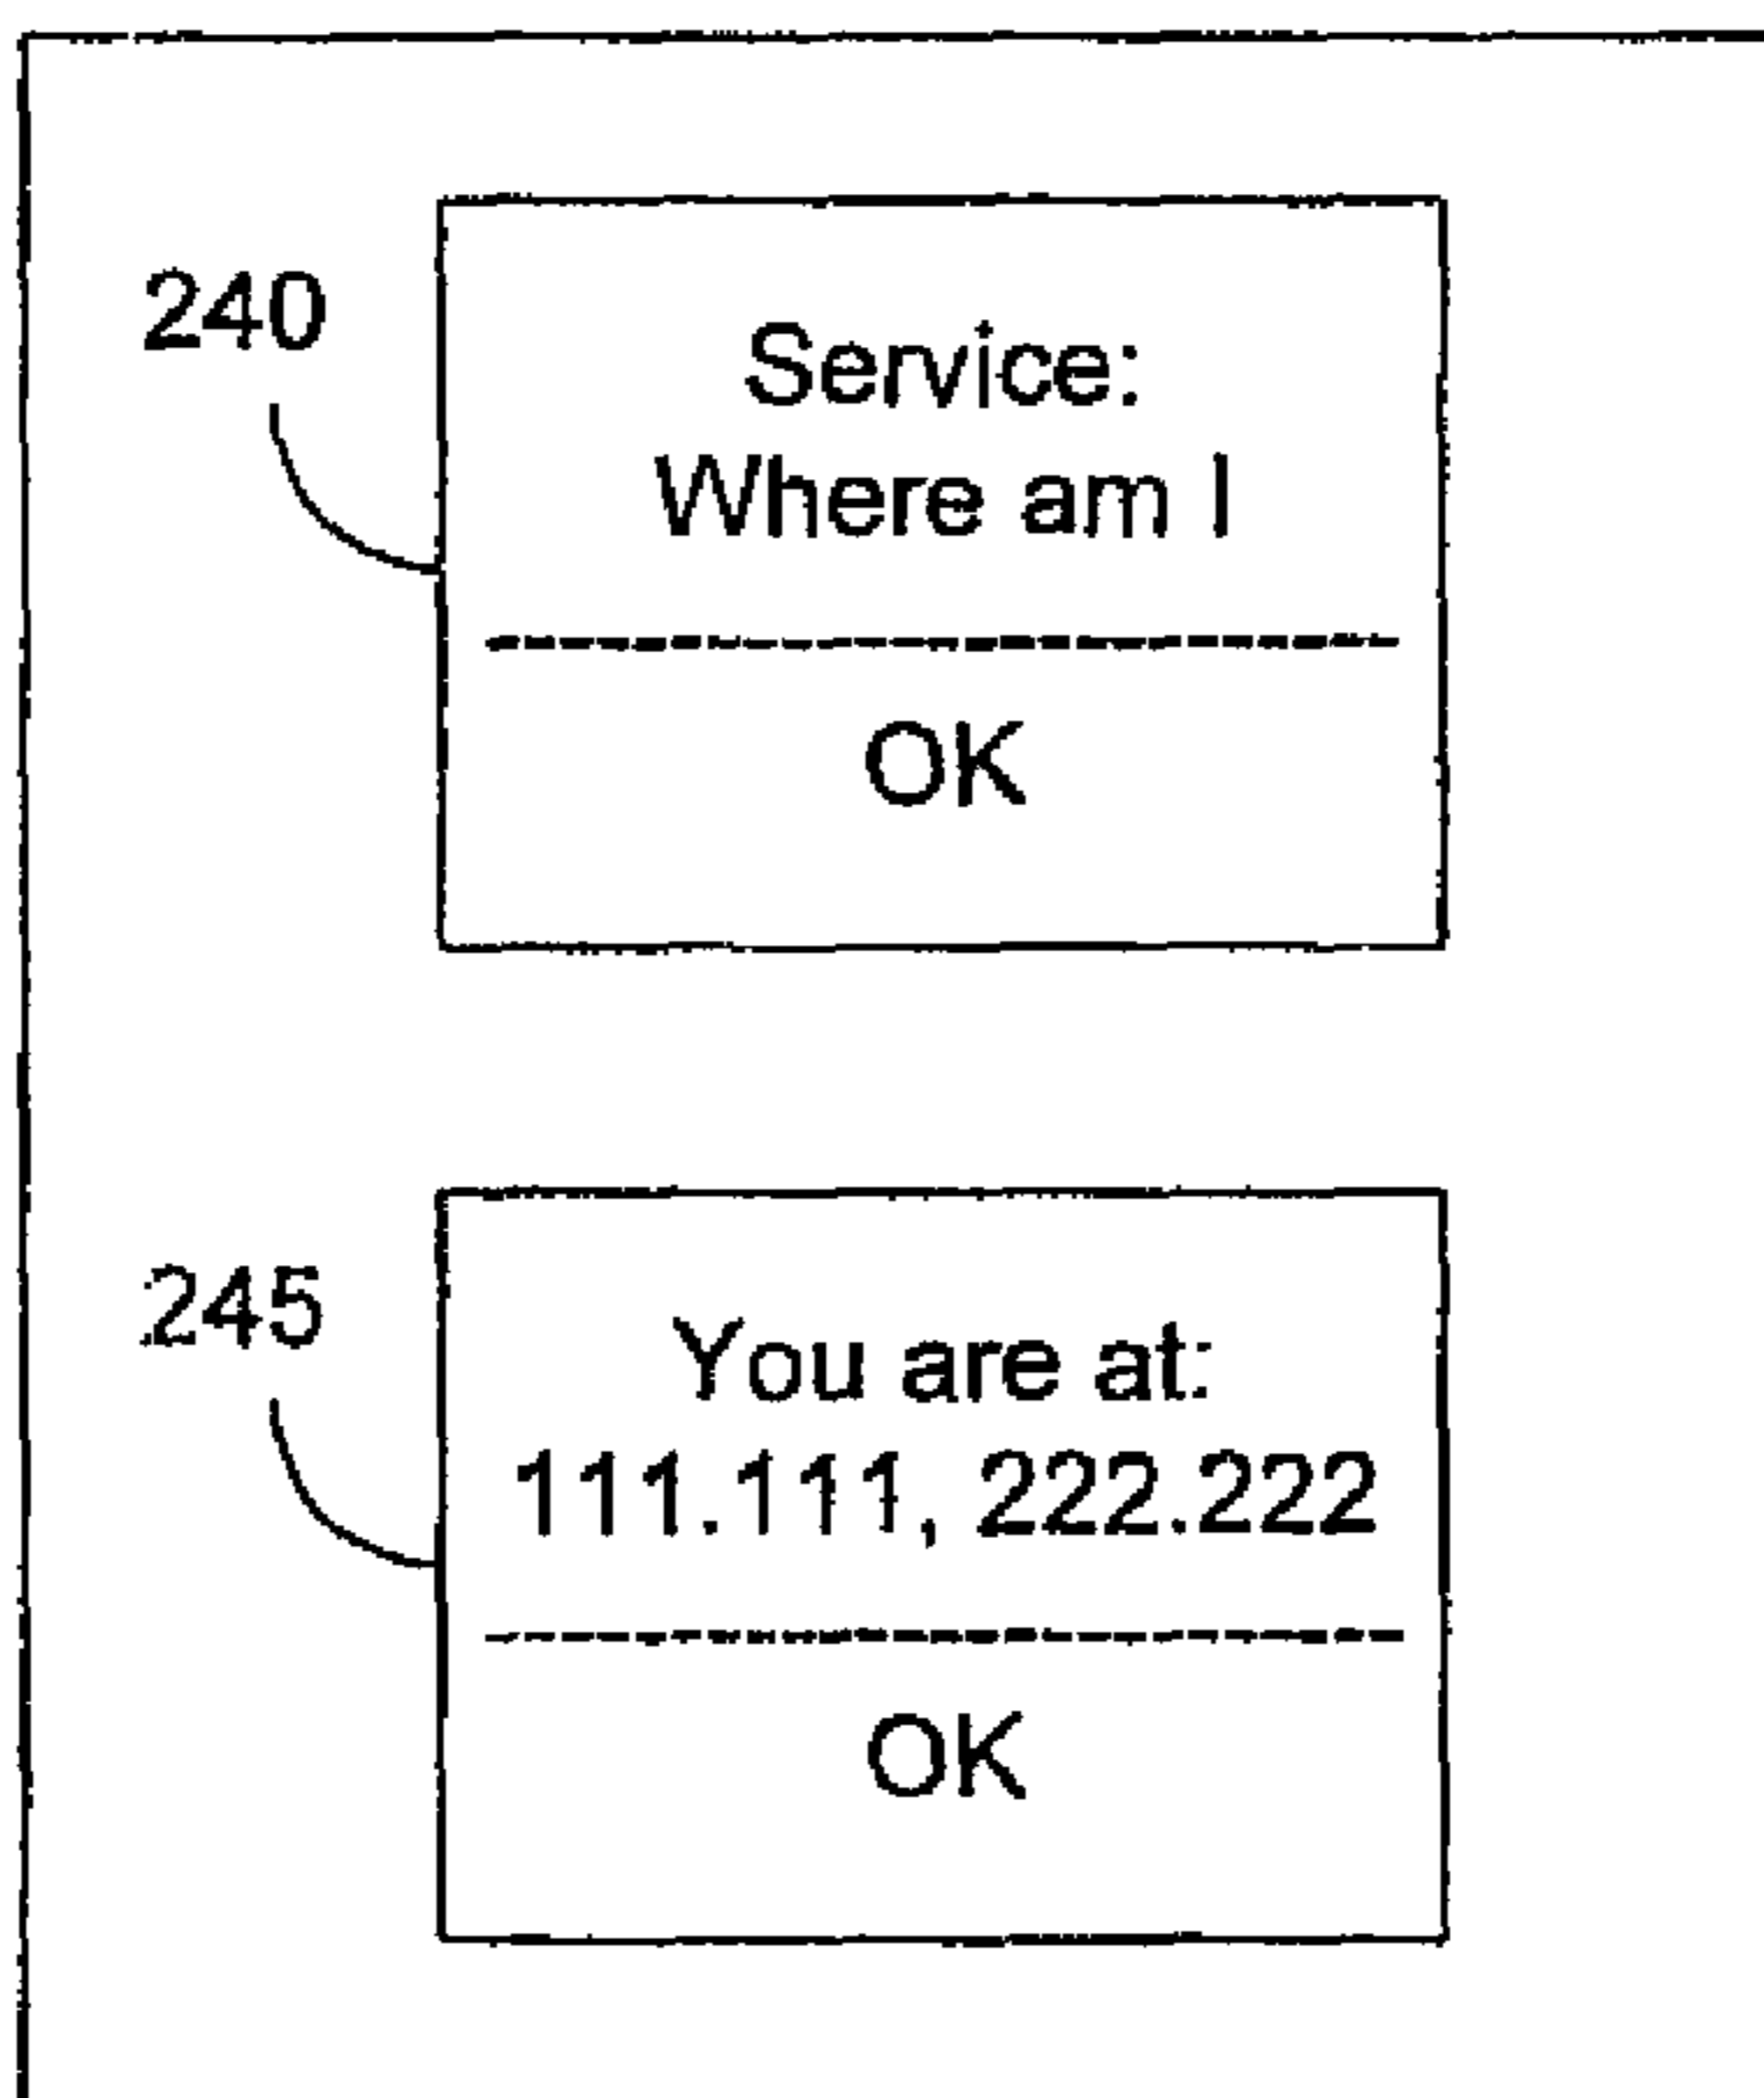 240
Service:
Where am I
OK
245
You are at:
111.111, 222.222
OK